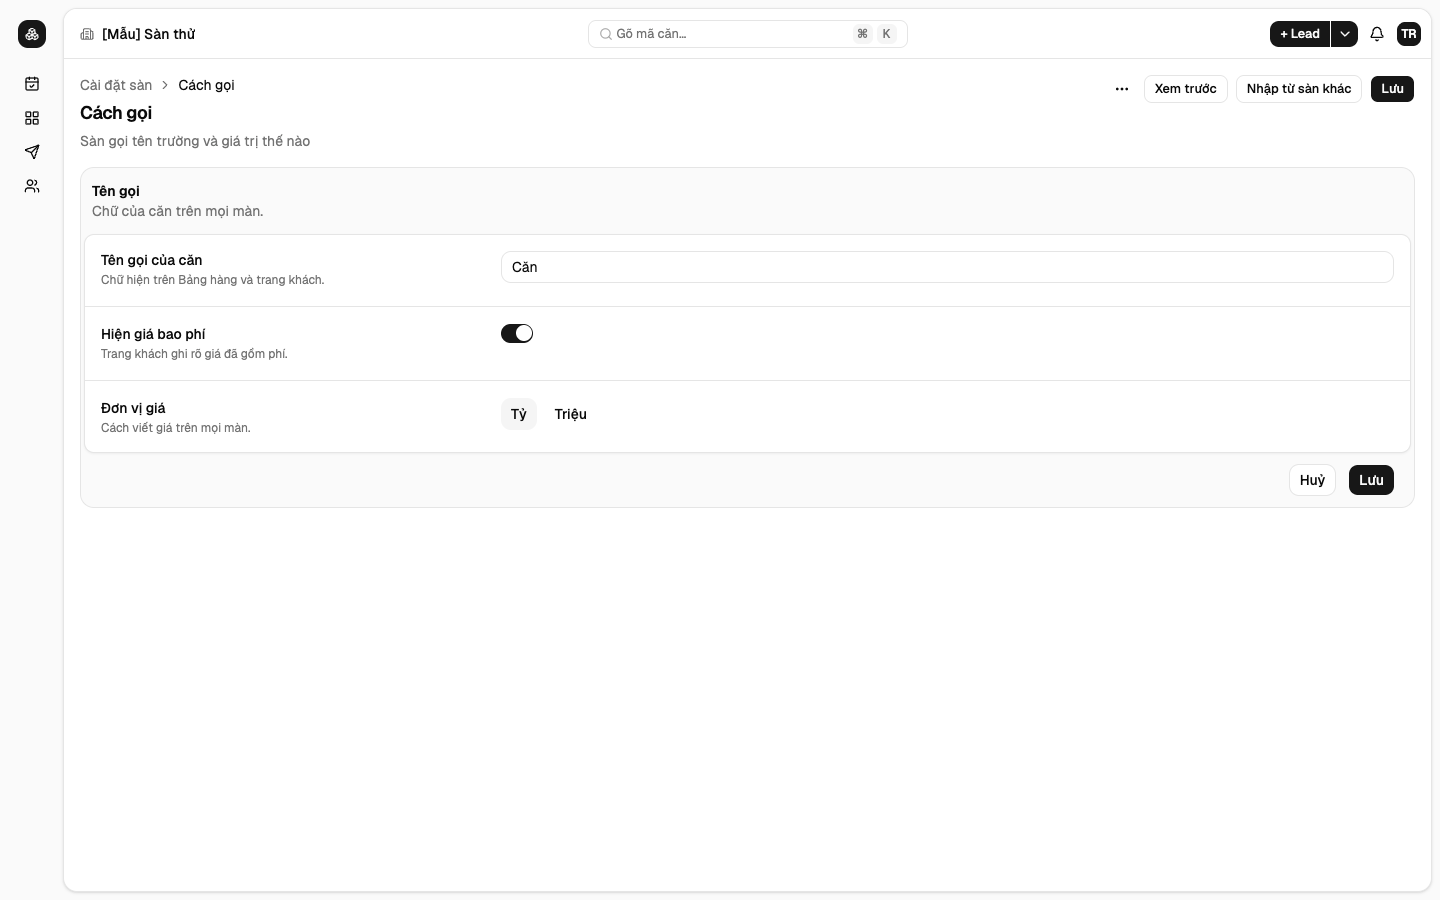 [Mẫu] Sàn thử
Gõ mã căn...
⌘ K
+ Lead
TR
Cài đặt sàn > Cách gọi
Xem trước
Nhập từ sàn khác
Lưu
Cách gọi
Sàn gọi tên trường và giá trị thế nào
Tên gọi
Chữ của căn trên mọi màn.
Tên gọi của căn
Chữ hiện trên Bảng hàng và trang khách.
Căn
Hiện giá bao phí
Trang khách ghi rõ giá đã gồm phí.
Đơn vị giá
Cách viết giá trên mọi màn.
Tỷ
Triệu
Huỷ
Lưu